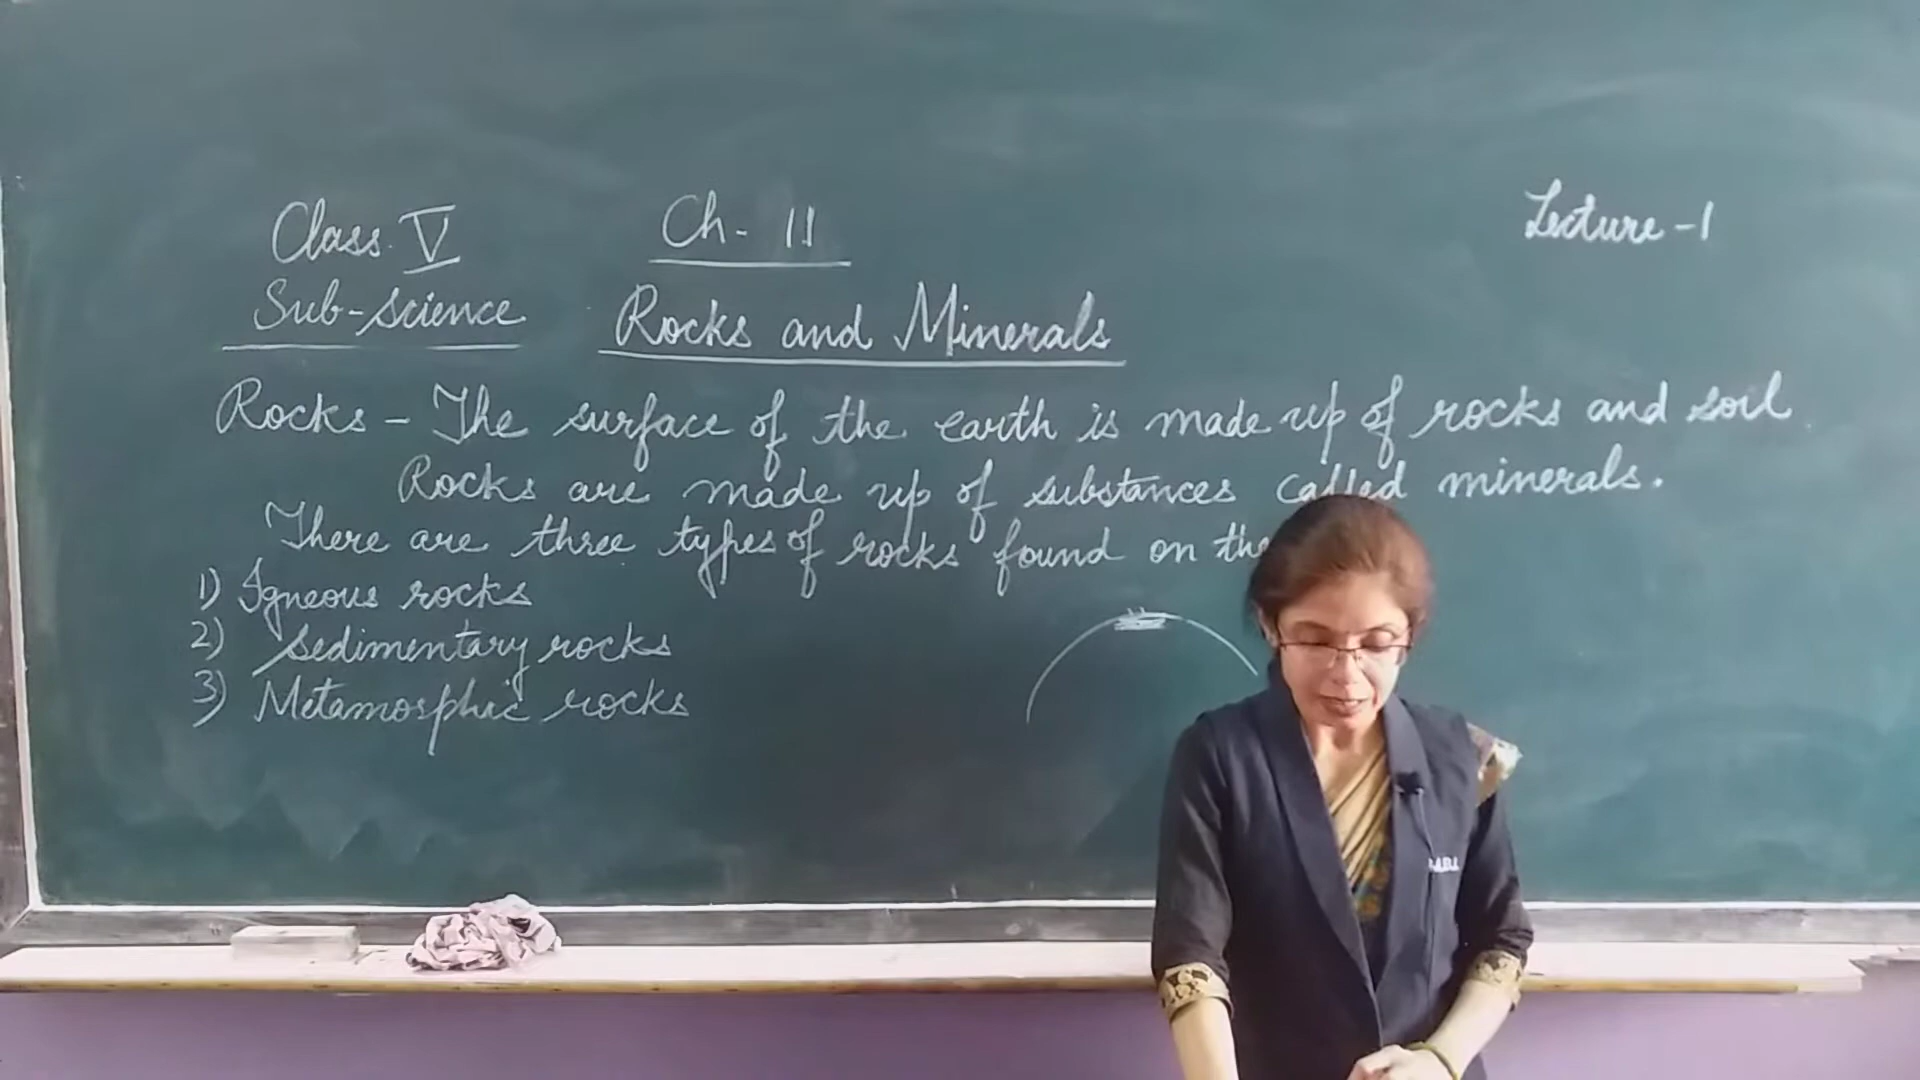 Class V
Ch- 11
Lecture-1
Sub-science
Rocks and Minerals
Rocks - The surface of the earth is made up of rocks and soil.
Rocks are made up of substances called minerals.
There are three types of rocks found on the
1) Igneous rocks
2) Sedimentary rocks
3) Metamorphic rocks